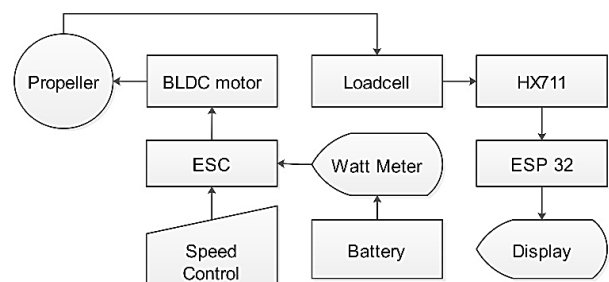 Propeller
BLDC motor
Loadcell
HX711
ESC
Watt Meter
ESP 32
Speed
Control
Battery
Display